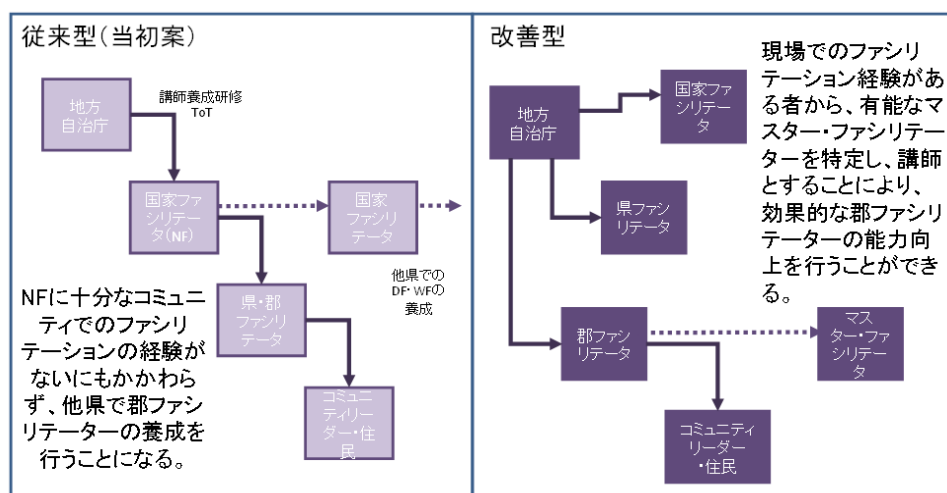 従来型(当初案)
地方
自治庁
講師養成研修
ToT
国家ファ
シリテー
タ(NF)
国家
ファシリ
テータ
他県での
DF・WFの
養成
県・郡
ファシリ
テータ
コミュニ
ティリー
ダー・住
民
NFに十分なコミュニ
ティでのファシリ
テーションの経験が
ないにもかかわら
ず、他県で郡ファシ
リテーターの養成を
行うことになる。
改善型
地方
自治庁
国家ファ
シリテー
タ
県ファシ
リテータ
郡ファシ
リテータ
マス
ター・ファ
シリテー
タ
コミュニティ
リーダー
・住民
現場でのファシリ
テーション経験があ
る者から、有能なマ
スター・ファシリテー
ターを特定し、講師
とすることにより、
効果的な郡ファシリ
テーターの能力向
上を行うことができ
る。